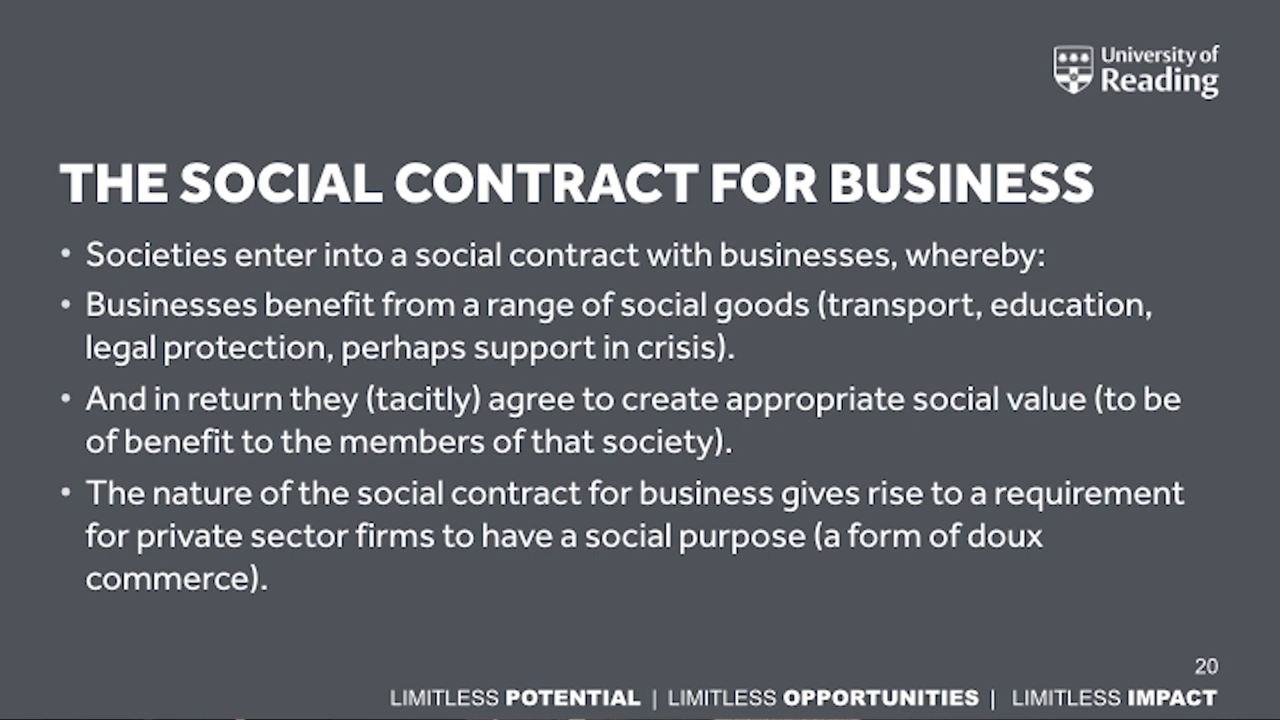 University of
Reading
THE SOCIAL CONTRACT FOR BUSINESS
• Societies enter into a social contract with businesses, whereby:
• Businesses benefit from a range of social goods (transport, education,
legal protection, perhaps support in crisis).
• And in return they (tacitly) agree to create appropriate social value (to be
of benefit to the members of that society).
• The nature of the social contract for business gives rise to a requirement
for private sector firms to have a social purpose (a form of doux
commerce).
20
LIMITLESS POTENTIAL | LIMITLESS OPPORTUNITIES | LIMITLESS IMPACT